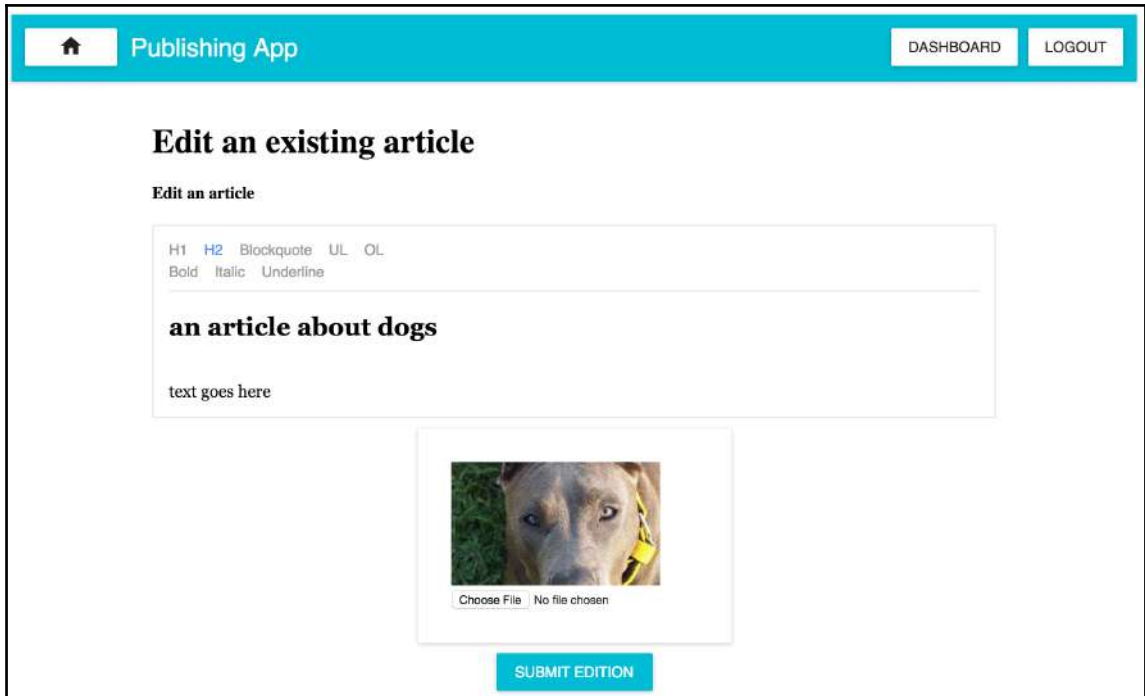 Publishing App DASHBOARD LOGOUT
Edit an existing article
Edit an article
H1 H2 Blockquote UL OL
Bold Italic Underline
an article about dogs
text goes here
Choose File No file chosen
SUBMIT EDITION